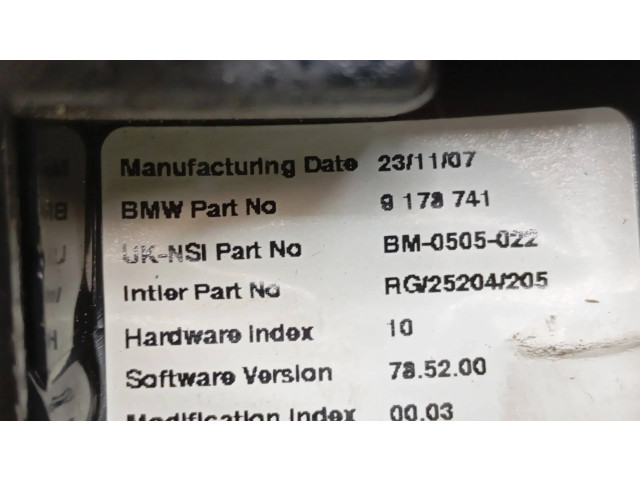 Manufacturing Date 23/11/07
BMW Part No 9 178 741
UK-NSI Part No BM-0505-022
Intier Part No RG/25204/205
Hardware Index 10
Software Version 78.52.00
Modification Index 00.03